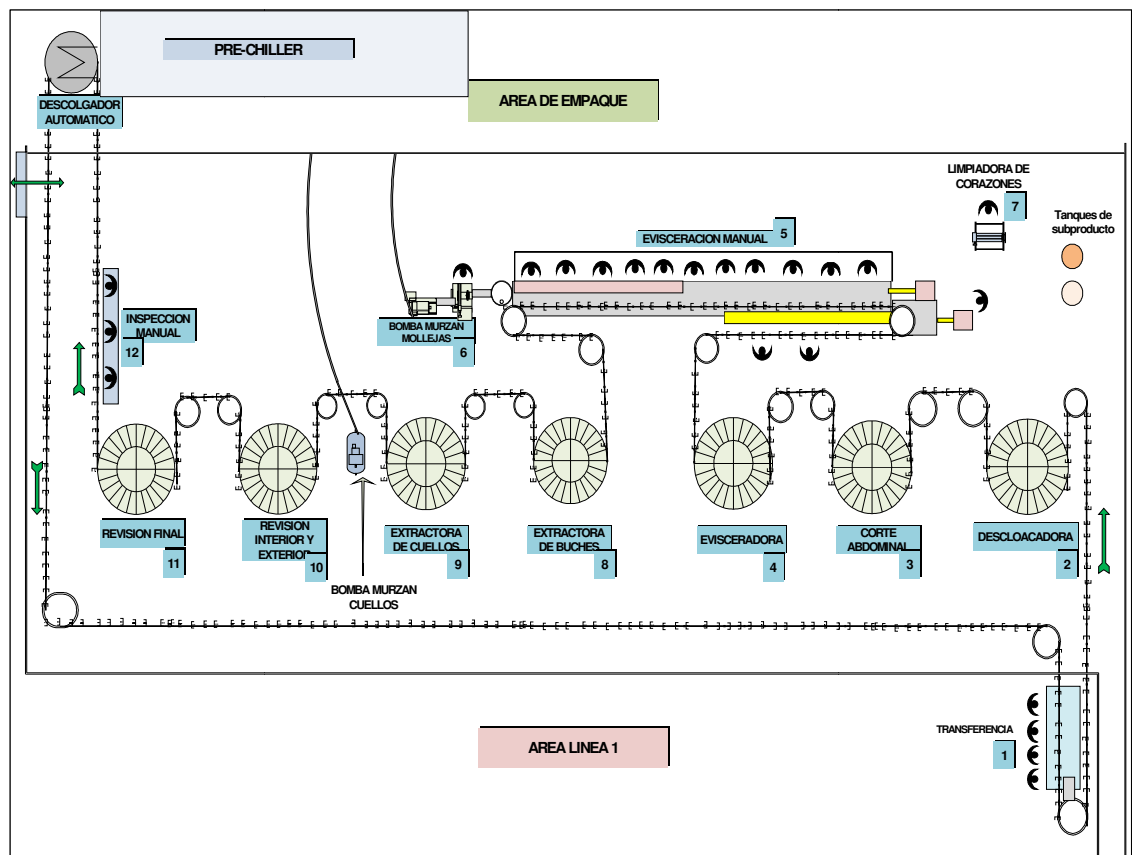 PRE-CHILLER
DESCOLGADOR
AUTOMATICO
AREA DE EMPAQUE
LIMPIADORA DE
CORAZONES
7
Tanques de
subproducto
EVISCERACION MANUAL
5
INSPECCION
MANUAL
12
BOMBA MURZAN
MOLLEJAS
6
REVISION FINAL
11
REVISION
INTERIOR Y
EXTERIOR
10
EXTRACTORA
DE CUELLOS
9
EXTRACTORA
DE BUCHES
8
EVISCERADORA
4
CORTE
ABDOMINAL
3
DESCLOACADORA
2
BOMBA MURZAN
CUELLOS
AREA LINEA 1
TRANSFERENCIA
1